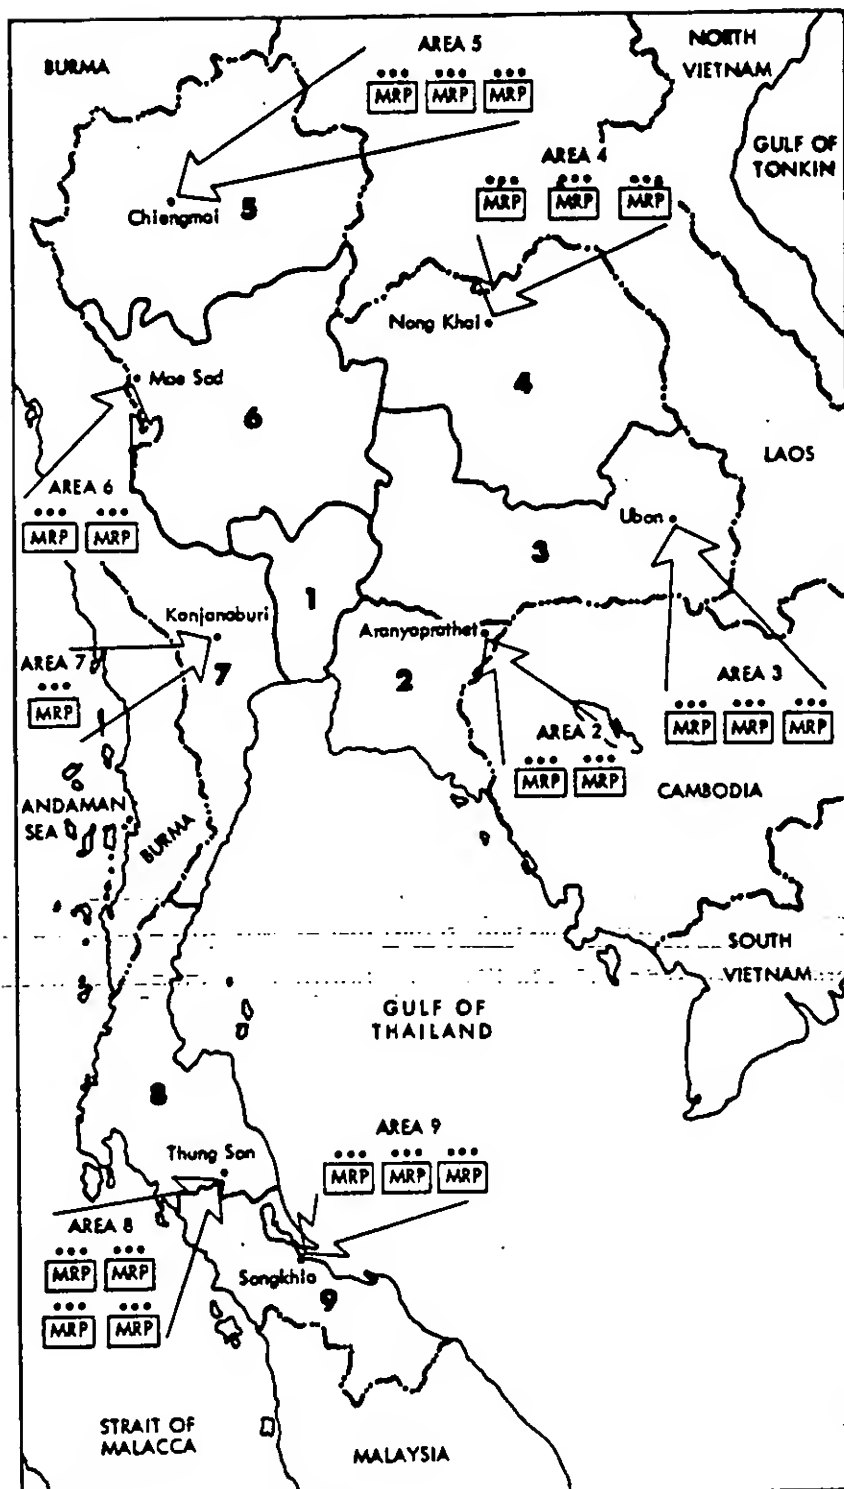 AREA 5
BURMA
MRP MRP MRP
NORTH
VIETNAM
AREA 4
MRP MRP MRP
GULF OF
TONKIN
Chiengmai 5
Nong Khai
4
Mae Sod
6
LAOS
AREA 6
MRP MRP
Ubon
3
1
Kanjanaburi
7
Aranyaprathet
2
AREA 7
MRP
AREA 3
MRP MRP MRP
AREA 2
MRP MRP
CAMBODIA
ANDAMAN
SEA
BURMA
SOUTH
VIETNAM
GULF OF
THAILAND
8
Thung Son
AREA 9
MRP MRP MRP
AREA 8
MRP MRP
MRP MRP
Songkhla
9
STRAIT OF
MALACCA
MALAYSIA